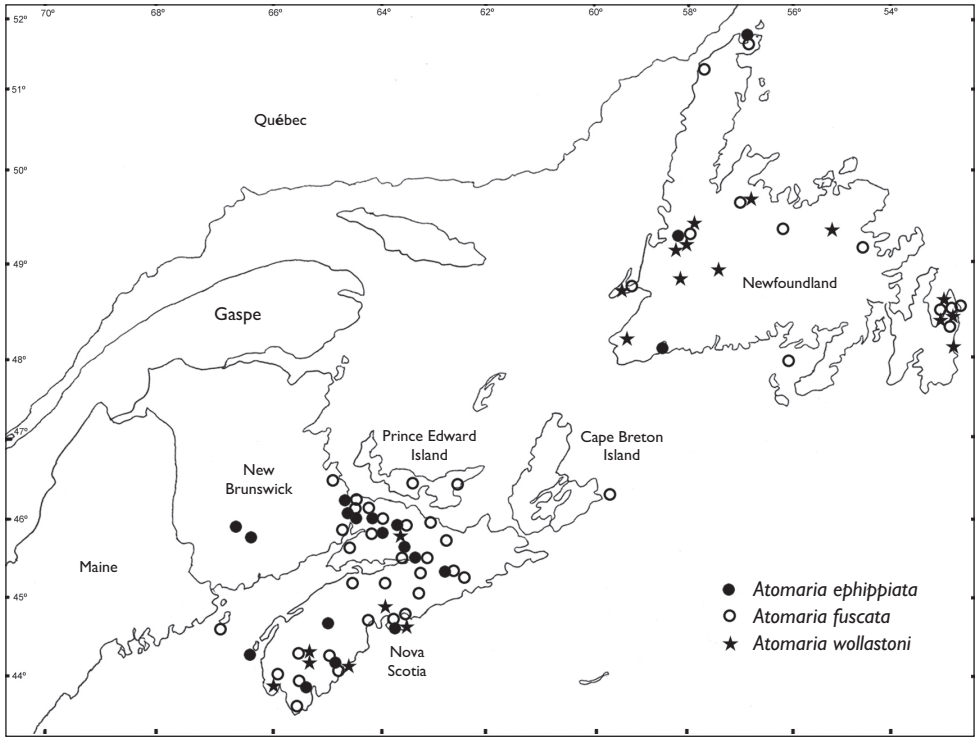 70°
68°
66°
64°
62°
60°
58°
56°
54°
52°
51°
50°
49°
48°
47°
46°
45°
44°
Québec
Gaspe
Newfoundland
Prince Edward
Island
Cape Breton
Island
New
Brunswick
Maine
Nova
Scotia
Atomaria ephippiata
Atomaria fuscata
Atomaria wollastoni